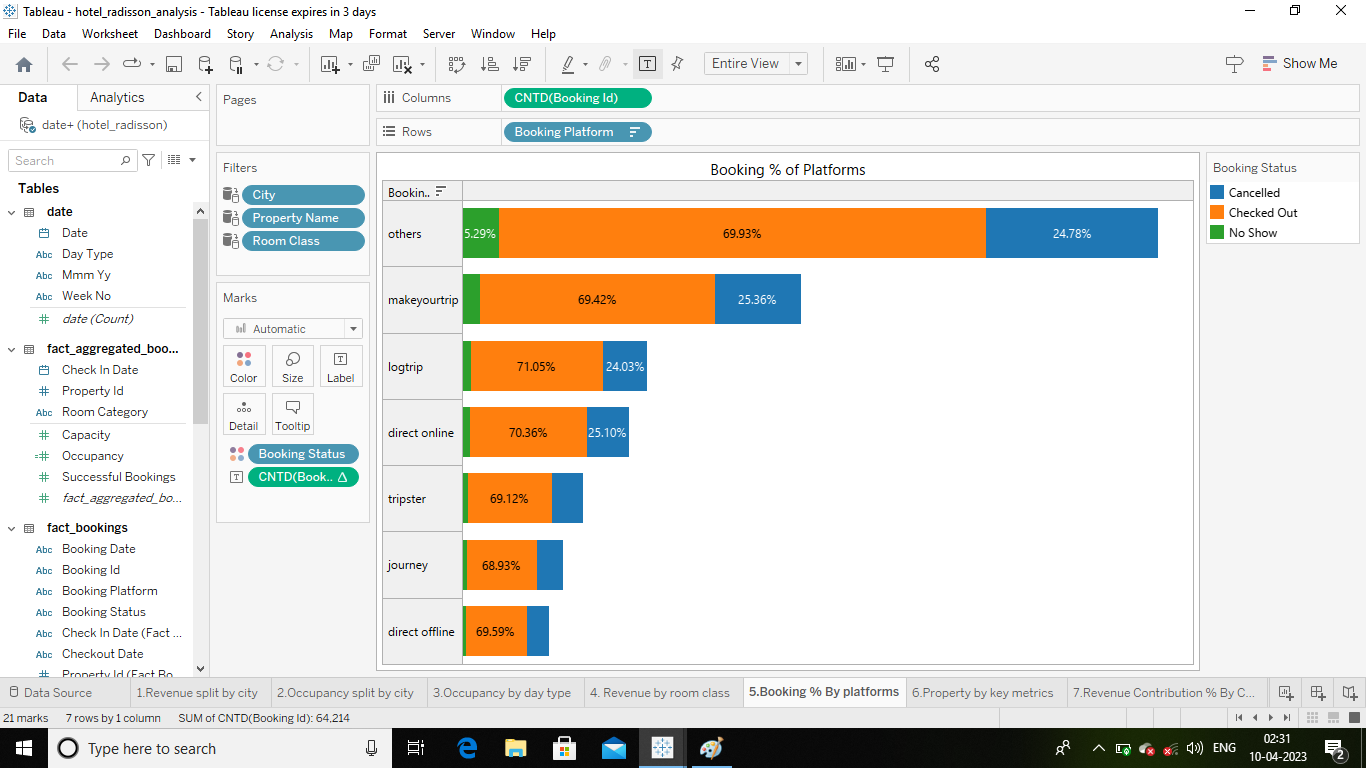 Tableau - hotel_radisson_analysis - Tableau license expires in 3 days
File Data Worksheet Dashboard Story Analysis Map Format Server Window Help
Entire View
Show Me
Data Analytics
date+ (hotel_radisson)
Search
Tables
date
Date
Abc Day Type
Abc Mmm Yy
Abc Week No
date (Count)
fact_aggregated_boo...
Check In Date
Property Id
Abc Room Category
Capacity
Occupancy
Successful Bookings
fact_aggregated_bo...
fact_bookings
Abc Booking Date
Abc Booking Id
Abc Booking Platform
Abc Booking Status
Abc Check In Date (Fact ...
Abc Checkout Date
Property Id (Fact Bo...
Pages
Filters
City
Property Name
Room Class
Marks
Automatic
Color Size Label
Detail Tooltip
Booking Status
CNTD(Book.. Δ
Columns CNTD(Booking Id)
Rows Booking Platform
Booking % of Platforms
Bookin..
others 5.29% 69.93% 24.78%
makeyourtrip 69.42% 25.36%
logtrip 71.05% 24.03%
direct online 70.36% 25.10%
tripster 69.12%
journey 68.93%
direct offline 69.59%
Booking Status
Cancelled
Checked Out
No Show
Data Source 1.Revenue split by city 2.Occupancy split by city 3.Occupancy by day type 4. Revenue by room class 5.Booking % By platforms 6.Property by key metrics 7.Revenue Contribution % By C...
21 marks 7 rows by 1 column SUM of CNTD(Booking Id): 64,214
Type here to search
ENG
02:31
10-04-2023
2